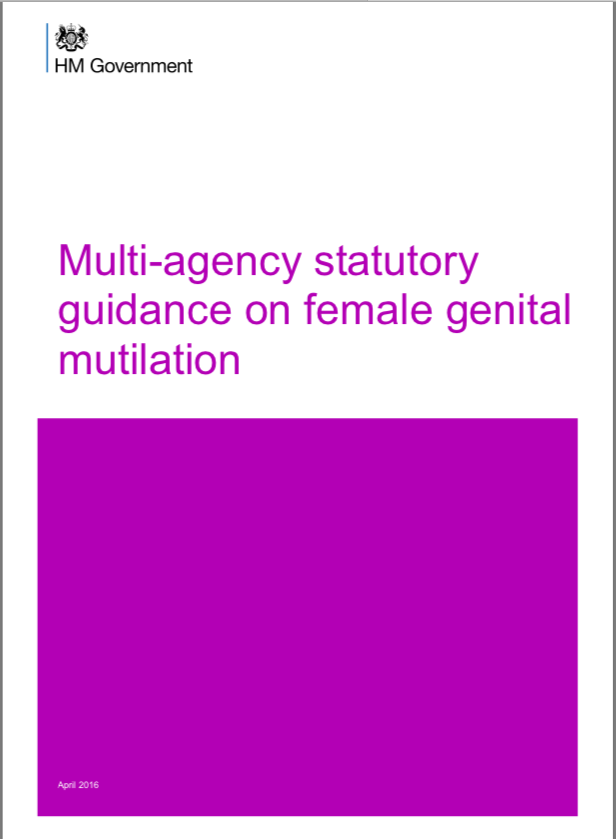 HM Government
Multi-agency statutory
guidance on female genital
mutilation
April 2016